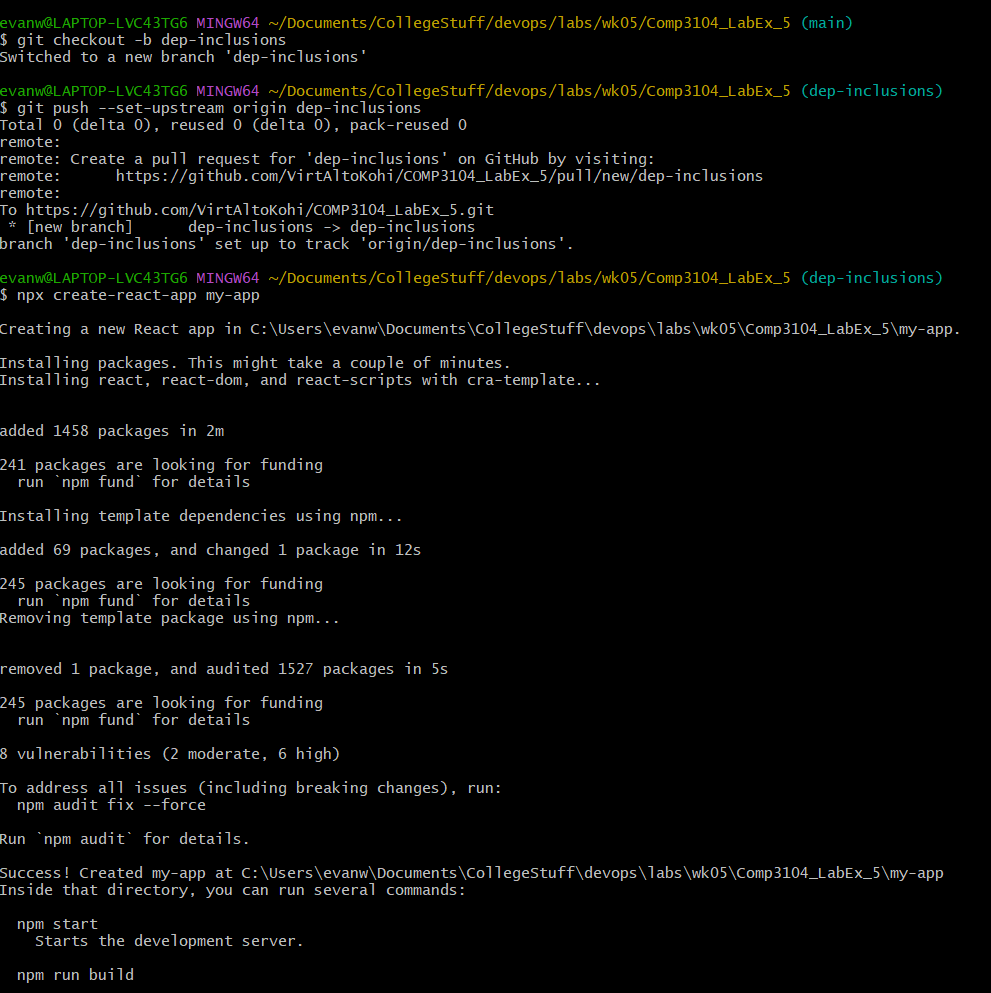 evanw@LAPTOP-LVC43TG6 MINGW64 ~/Documents/CollegeStuff/devops/labs/wk05/Comp3104_LabEx_5 (main)
$ git checkout -b dep-inclusions
Switched to a new branch 'dep-inclusions'
evanw@LAPTOP-LVC43TG6 MINGW64 ~/Documents/CollegeStuff/devops/labs/wk05/Comp3104_LabEx_5 (dep-inclusions)
$ git push --set-upstream origin dep-inclusions
Total 0 (delta 0), reused 0 (delta 0), pack-reused 0
remote:
remote: Create a pull request for 'dep-inclusions' on GitHub by visiting:
remote:      https://github.com/VirtAltoKohi/COMP3104_LabEx_5/pull/new/dep-inclusions
remote:
To https://github.com/VirtAltoKohi/COMP3104_LabEx_5.git
 * [new branch]      dep-inclusions -> dep-inclusions
branch 'dep-inclusions' set up to track 'origin/dep-inclusions'.
evanw@LAPTOP-LVC43TG6 MINGW64 ~/Documents/CollegeStuff/devops/labs/wk05/Comp3104_LabEx_5 (dep-inclusions)
$ npx create-react-app my-app
Creating a new React app in C:\Users\evanw\Documents\CollegeStuff\devops\labs\wk05\Comp3104_LabEx_5\my-app.
Installing packages. This might take a couple of minutes.
Installing react, react-dom, and react-scripts with cra-template...
added 1458 packages in 2m
241 packages are looking for funding
  run `npm fund` for details
Installing template dependencies using npm...
added 69 packages, and changed 1 package in 12s
245 packages are looking for funding
  run `npm fund` for details
Removing template package using npm...
removed 1 package, and audited 1527 packages in 5s
245 packages are looking for funding
  run `npm fund` for details
8 vulnerabilities (2 moderate, 6 high)
To address all issues (including breaking changes), run:
  npm audit fix --force
Run `npm audit` for details.
Success! Created my-app at C:\Users\evanw\Documents\CollegeStuff\devops\labs\wk05\Comp3104_LabEx_5\my-app
Inside that directory, you can run several commands:
  npm start
    Starts the development server.
  npm run build